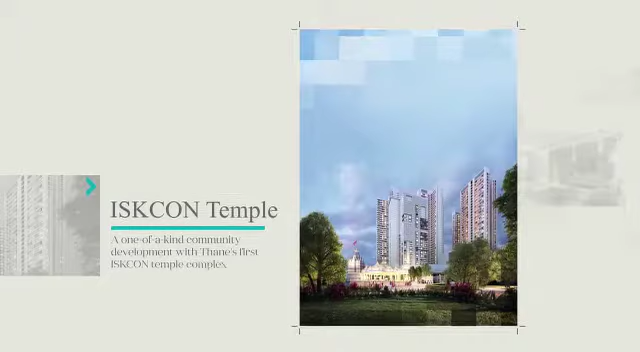 ISKCON Temple
A one-of-a-kind community
development with Thane's first
ISKCON temple complex.